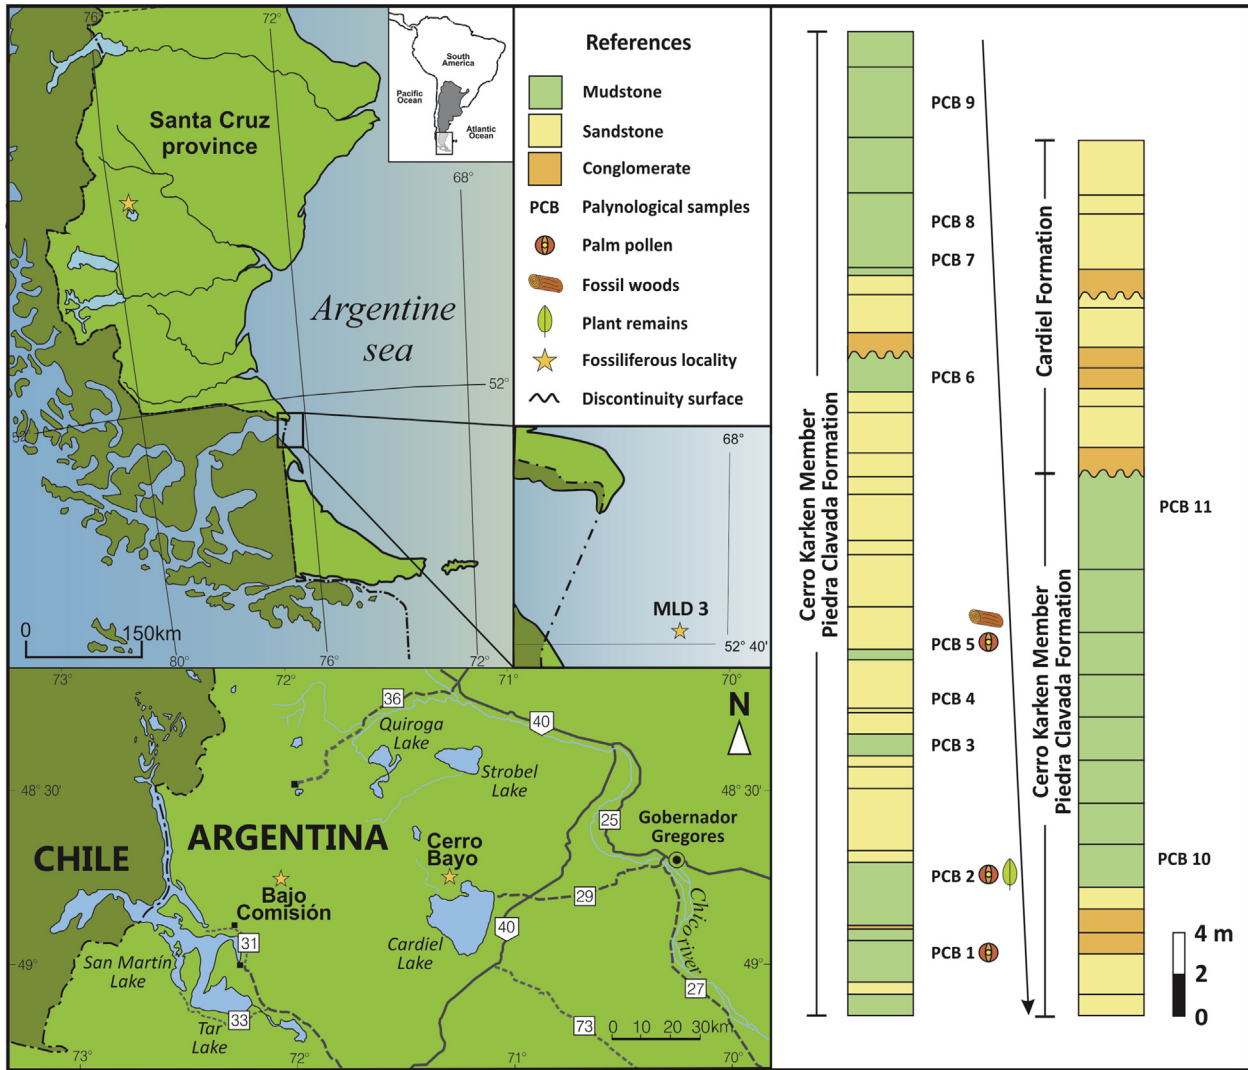 76°
72°
South
America
Pacific
Ocean
Atlantic
Ocean
Santa Cruz
province
68°
Argentine
sea
52°
52°
0
150km
80°
76°
72°
References
Mudstone
Sandstone
Conglomerate
PCB
Palynological samples
Palm pollen
Fossil woods
Plant remains
Fossiliferous locality
Discontinuity surface
68°
MLD 3
52° 40'
73°
72°
71°
70°
N
36
40
Quiroga
Lake
Strobel
Lake
48° 30'
48° 30'
25
Gobernador
Gregores
ARGENTINA
CHILE
Cerro
Bayo
Bajo
Comisión
29
Chico river
40
31
Cardiel
Lake
San Martín
Lake
49°
49°
27
33
Tar
Lake
73
0 10 20 30km
73°
72°
71°
70°
Cerro Karken Member
Piedra Clavada Formation
PCB 9
PCB 8
PCB 7
PCB 6
PCB 5
PCB 4
PCB 3
PCB 2
PCB 1
Cardiel Formation
Cerro Karken Member
Piedra Clavada Formation
PCB 11
PCB 10
4 m
2
0